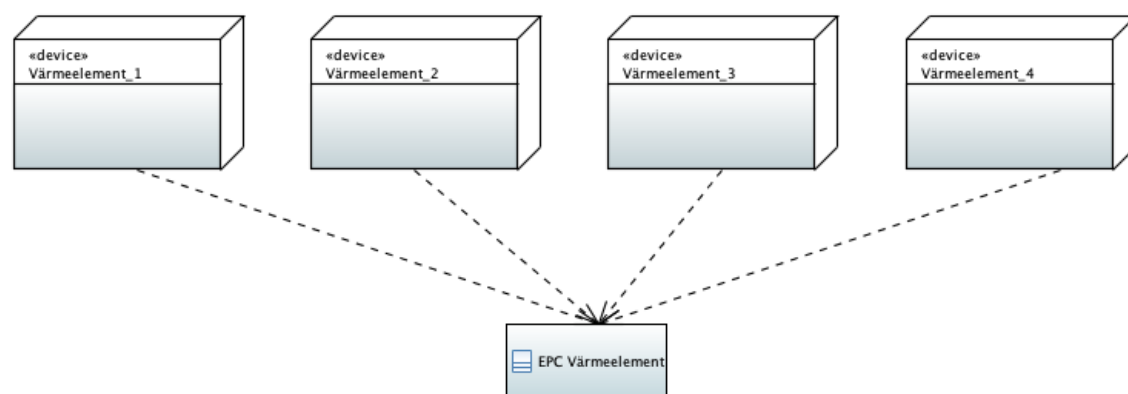 «device»
Värmeelement_1
«device»
Värmeelement_2
«device»
Värmeelement_3
«device»
Värmeelement_4
EPC Värmeelement